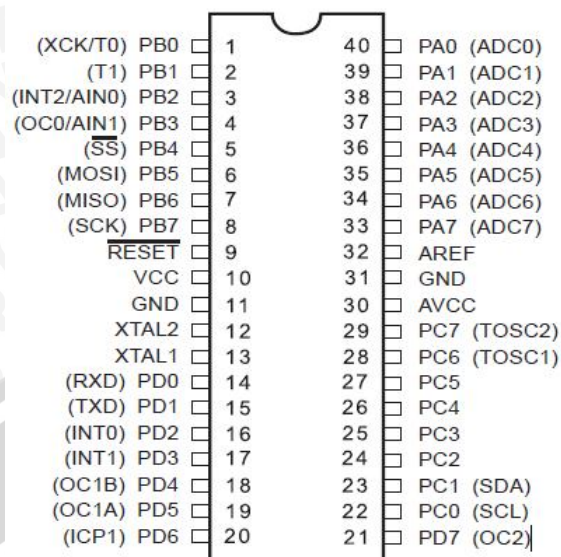 (XCK/T0) PB0 1 40 PA0 (ADC0)
(T1) PB1 2 39 PA1 (ADC1)
(INT2/AIN0) PB2 3 38 PA2 (ADC2)
(OC0/AIN1) PB3 4 37 PA3 (ADC3)
(SS) PB4 5 36 PA4 (ADC4)
(MOSI) PB5 6 35 PA5 (ADC5)
(MISO) PB6 7 34 PA6 (ADC6)
(SCK) PB7 8 33 PA7 (ADC7)
RESET 9 32 AREF
VCC 10 31 GND
GND 11 30 AVCC
XTAL2 12 29 PC7 (TOSC2)
XTAL1 13 28 PC6 (TOSC1)
(RXD) PD0 14 27 PC5
(TXD) PD1 15 26 PC4
(INT0) PD2 16 25 PC3
(INT1) PD3 17 24 PC2
(OC1B) PD4 18 23 PC1 (SDA)
(OC1A) PD5 19 22 PC0 (SCL)
(ICP1) PD6 20 21 PD7 (OC2)